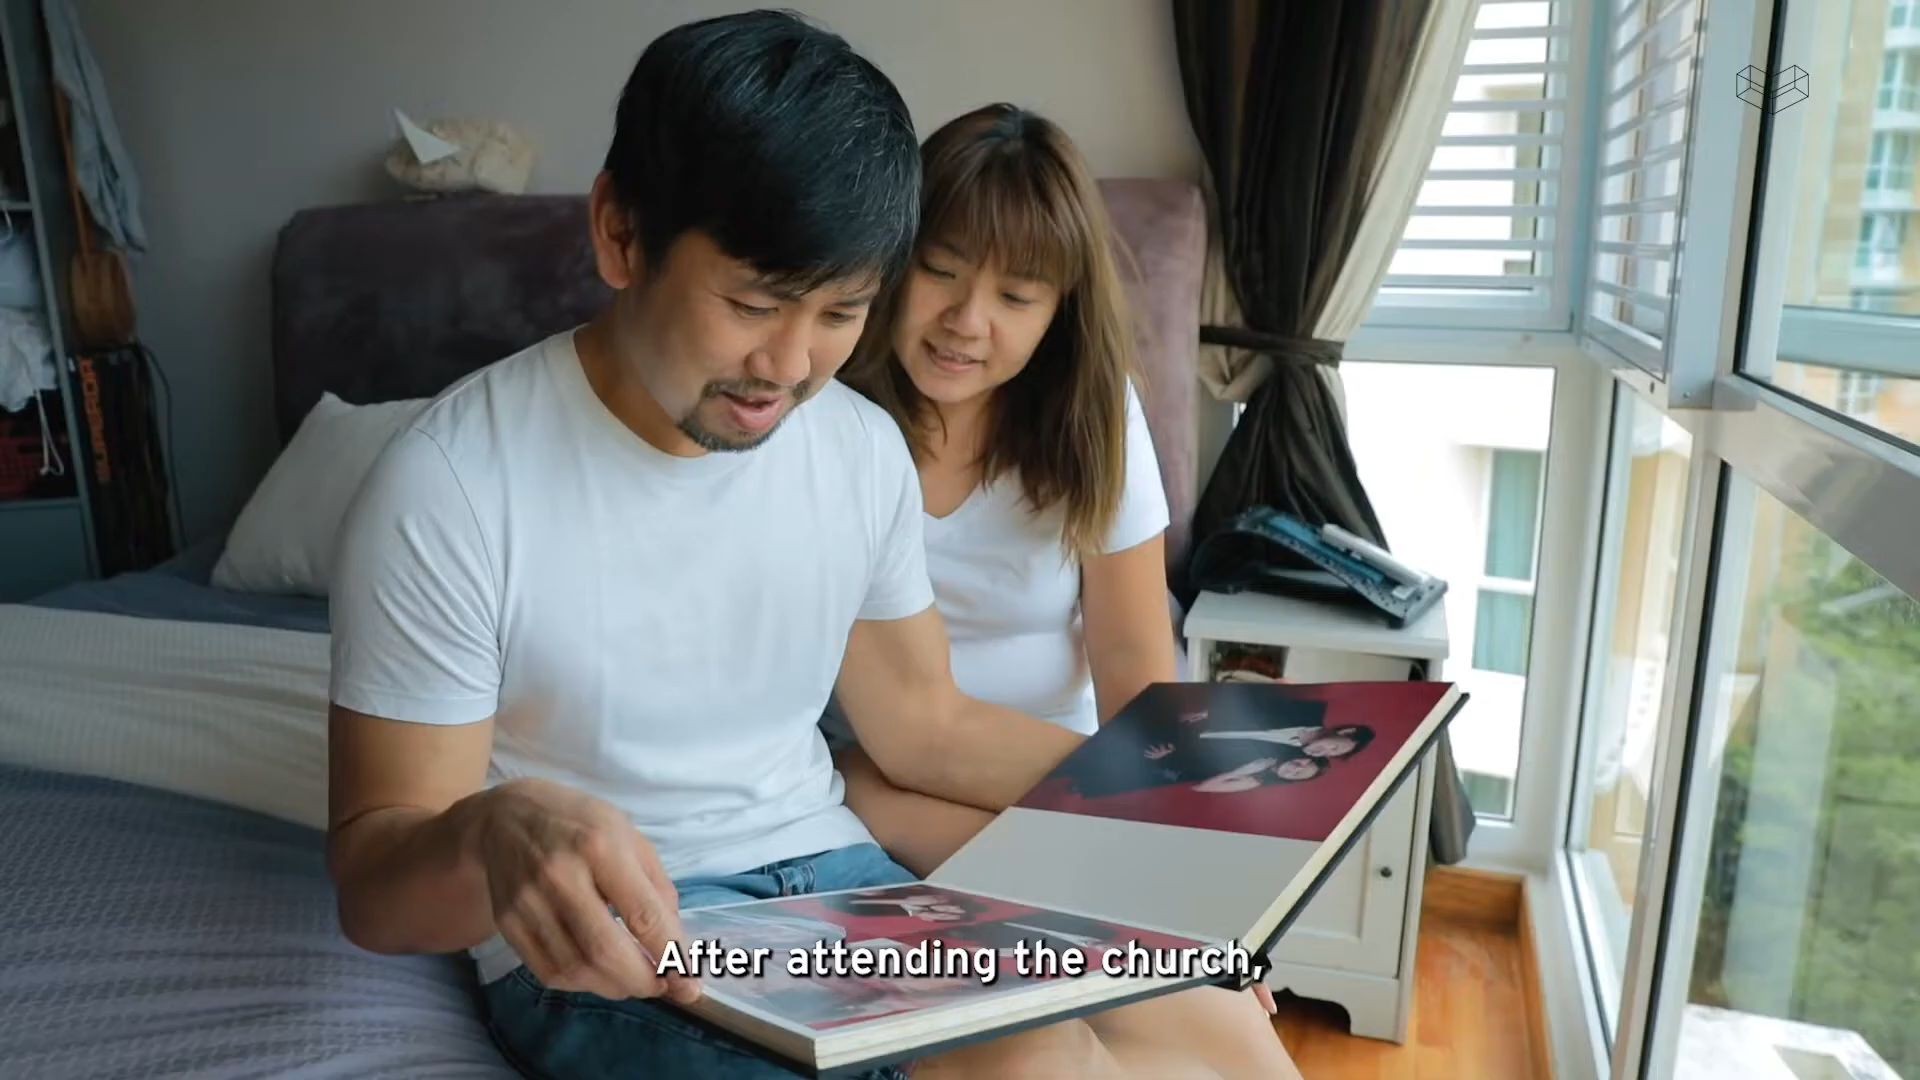 After attending the church,